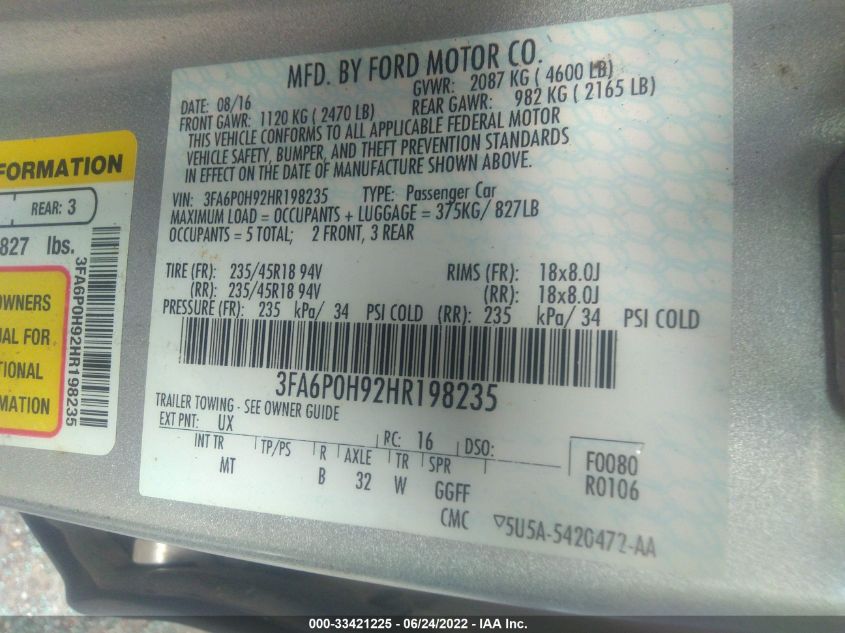 MFD. BY FORD MOTOR CO.
DATE: 08/16 GVWR: 2087 KG ( 4600 LB)
FRONT GAWR: 1120 KG ( 2470 LB) REAR GAWR: 982 KG ( 2165 LB)
THIS VEHICLE CONFORMS TO ALL APPLICABLE FEDERAL MOTOR
VEHICLE SAFETY, BUMPER, AND THEFT PREVENTION STANDARDS
IN EFFECT ON THE DATE OF MANUFACTURE SHOWN ABOVE.
VIN: 3FA6P0H92HR198235 TYPE: Passenger Car
MAXIMUM LOAD = OCCUPANTS + LUGGAGE = 375KG/ 827LB
OCCUPANTS = 5 TOTAL; 2 FRONT, 3 REAR
TIRE (FR): 235/45R18 94V RIMS (FR): 18x8.0J
(RR): 235/45R18 94V (RR): 18x8.0J
PRESSURE (FR): 235 kPa/ 34 PSI COLD (RR): 235 kPa/ 34 PSI COLD
3FA6P0H92HR198235
TRAILER TOWING - SEE OWNER GUIDE
EXT PNT: UX RC: 16 DSO:
INT TR TP/PS R AXLE TR SPR
MT B 32 W GGFF
F0080
R0106
CMC ▽5U5A-5420472-AA
FORMATION
REAR: 3
827 lbs.
OWNERS
UAL FOR
TIONAL
RMATION
3FA6P0H92HR198235
000-33421225 - 06/24/2022 - IAA Inc.